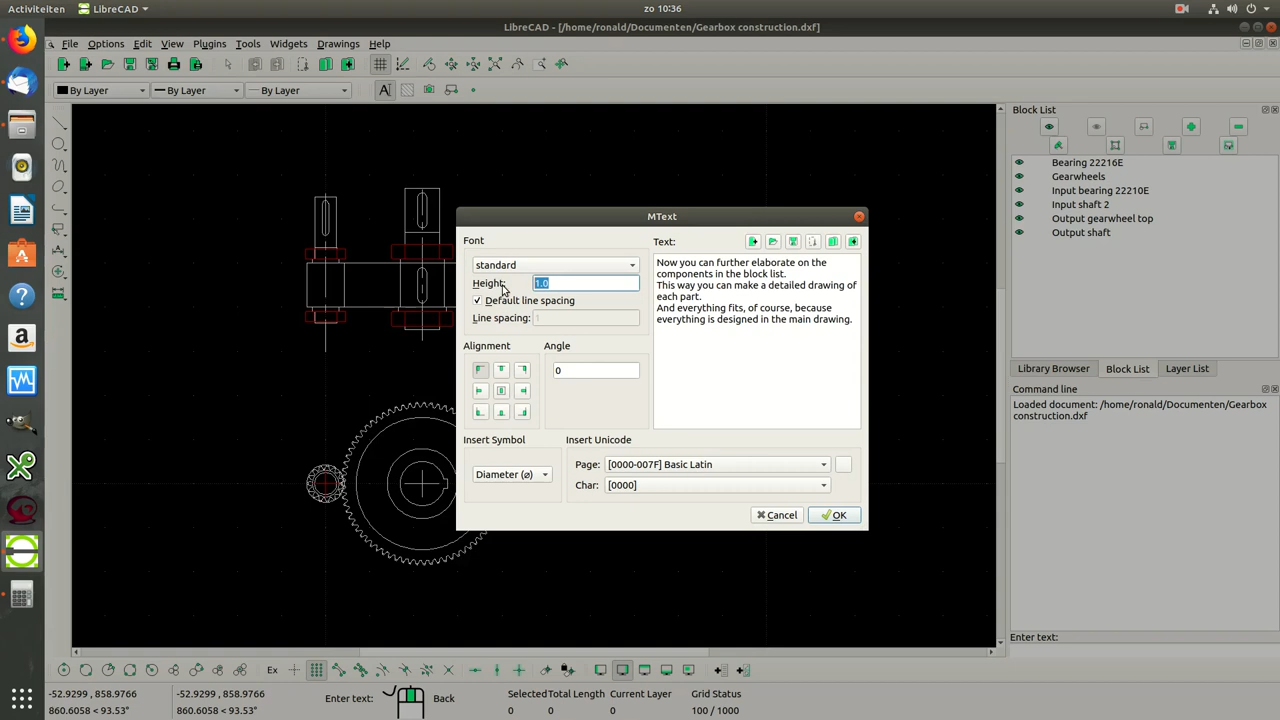 Activiteiten
LibreCAD
zo 10:36
LibreCAD - [/home/ronald/Documenten/Gearbox construction.dxf]
File Options Edit View Plugins Tools Widgets Drawings Help
By Layer By Layer By Layer
Block List
Bearing 22216E
Gearwheels
Input bearing 22210E
Input shaft 2
Output gearwheel top
Output shaft
MText
Font
standard
Height: 1.0
Default line spacing
Line spacing: 1
Alignment
Angle
0
Text:
Now you can further elaborate on the
components in the block list.
This way you can make a detailed drawing of
each part.
And everything fits, of course, because
everything is designed in the main drawing.
Insert Symbol
Diameter (ø)
Insert Unicode
Page: [0000-007F] Basic Latin
Char: [0000]
Cancel OK
Library Browser Block List Layer List
Command line
Loaded document: /home/ronald/Documenten/Gearbox
construction.dxf
Enter text:
Ex
-52.9299 , 858.9766
860.6058 < 93.53°
-52.9299 , 858.9766
860.6058 < 93.53°
Enter text:
Back
Selected Total Length Current Layer Grid Status
0 0 0 100 / 1000